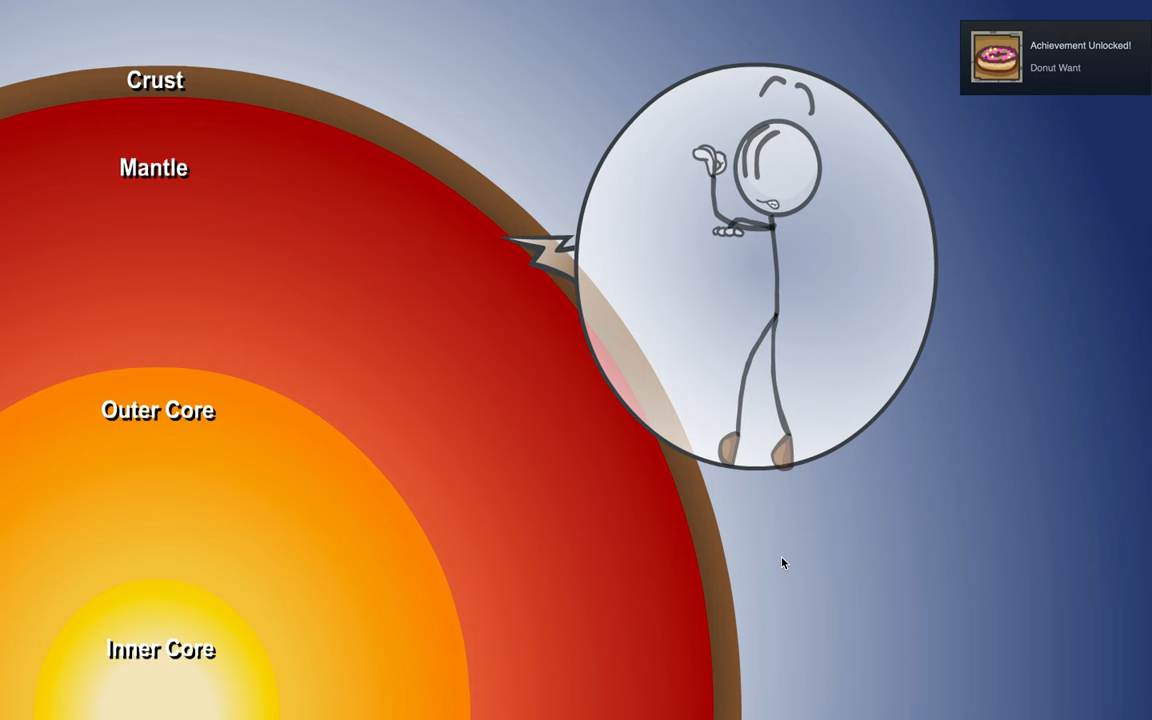 Crust
Mantle
Outer Core
Inner Core
Achievement Unlocked!
Donut Want